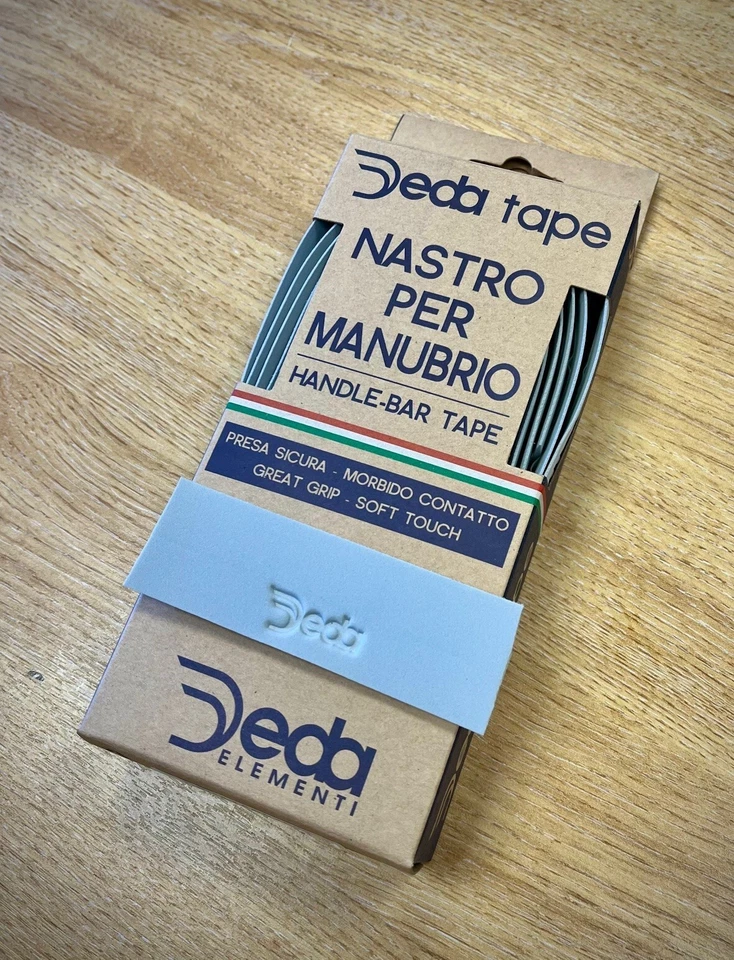 Deda tape
NASTRO
PER
MANUBRIO
HANDLE-BAR TAPE
PRESA SICURA - MORBIDO CONTATTO
GREAT GRIP - SOFT TOUCH
Deda
Deda
ELEMENTI